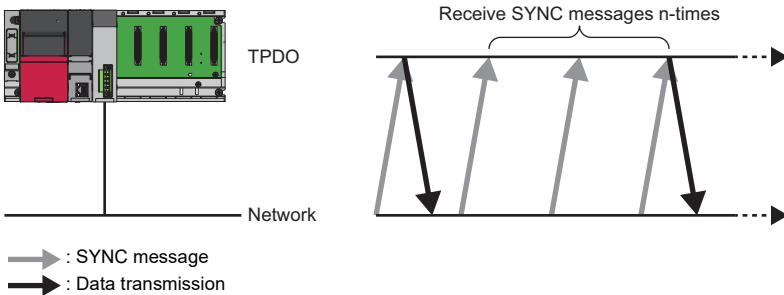 Receive SYNC messages n-times
TPDO
Network
: SYNC message
: Data transmission